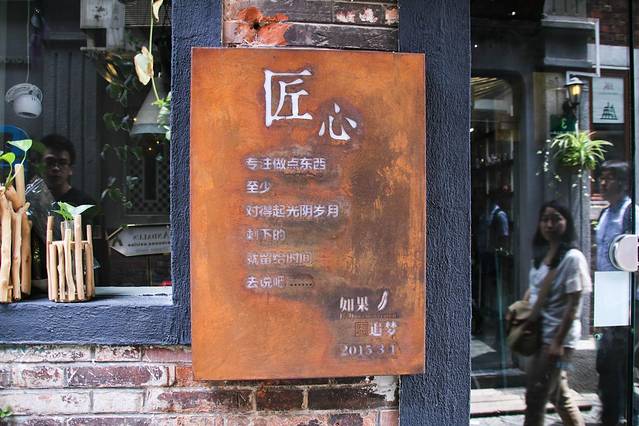 匠心
专注做点东西
至少
对得起光阴岁月
剩下的
就留给时间
去说吧……
如果
追梦
2015.3.1